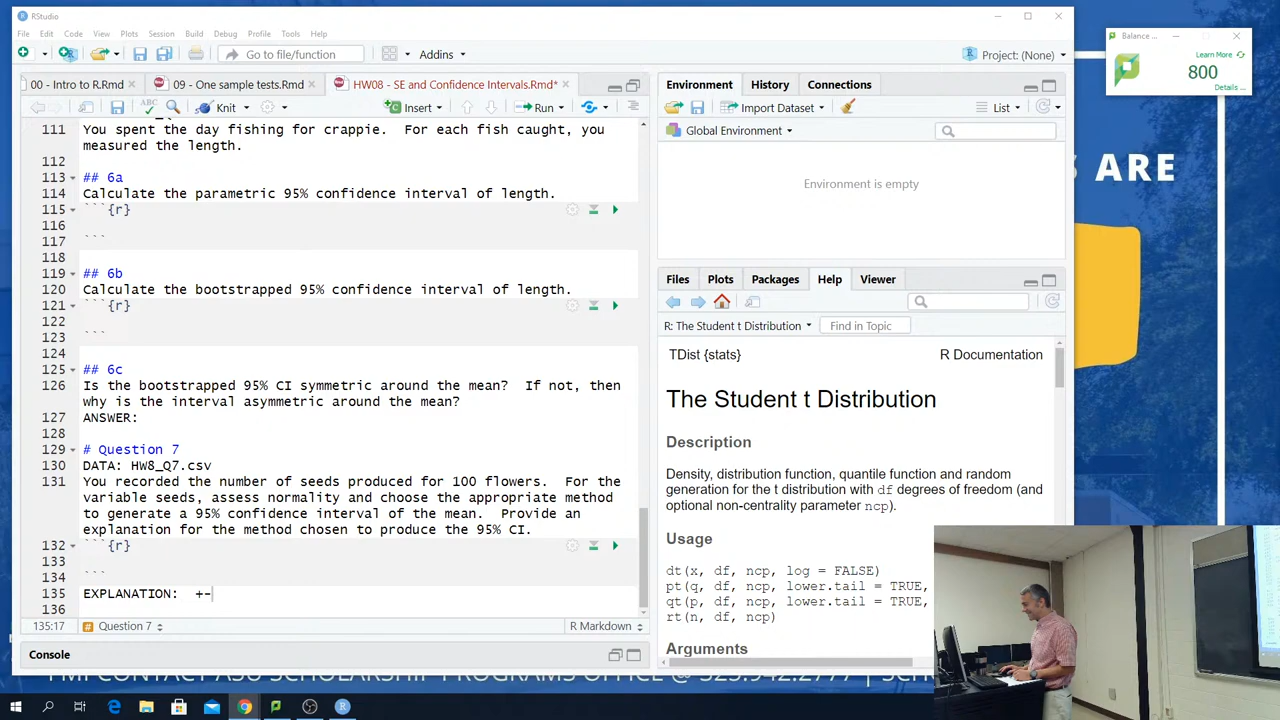 RStudio
File Edit Code View Plots Session Build Debug Profile Tools Help
Go to file/function
Addins
Project: (None)
00 - Intro to R.Rmd
09 - One sample tests.Rmd
HW08 - SE and Confidence Intervals.Rmd
ABC
Knit
Insert
Run
111 You spent the day fishing for crappie. For each fish caught, you
measured the length.
112
113 ## 6a
114 Calculate the parametric 95% confidence interval of length.
115 ```{r}
116
117 ```
118
119 ## 6b
120 Calculate the bootstrapped 95% confidence interval of length.
121 ```{r}
122
123 ```
124
125 ## 6c
126 Is the bootstrapped 95% CI symmetric around the mean? If not, then
why is the interval asymmetric around the mean?
127 ANSWER:
128
129 # Question 7
130 DATA: HW8_Q7.csv
131 You recorded the number of seeds produced for 100 flowers. For the
variable seeds, assess normality and choose the appropriate method
to generate a 95% confidence interval of the mean. Provide an
explanation for the method chosen to produce the 95% CI.
132 ```{r}
133
134 ```
135 EXPLANATION: +-
136
135:17 # Question 7 R Markdown
Console
Environment History Connections
Import Dataset List
Global Environment
Environment is empty
Files Plots Packages Help Viewer
R: The Student t Distribution
Find in Topic
TDist {stats} R Documentation
The Student t Distribution
Description
Density, distribution function, quantile function and random
generation for the t distribution with df degrees of freedom (and
optional non-centrality parameter ncp).
Usage
dt(x, df, ncp, log = FALSE)
pt(q, df, ncp, lower.tail = TRUE,
qt(p, df, ncp, lower.tail = TRUE,
rt(n, df, ncp)
Arguments
Balance ...
Learn More
800
Details ...
ARE
CONTACT ASU SCHOLARSHIP PROGRAMS OFFICE @ 325.942.2777 |